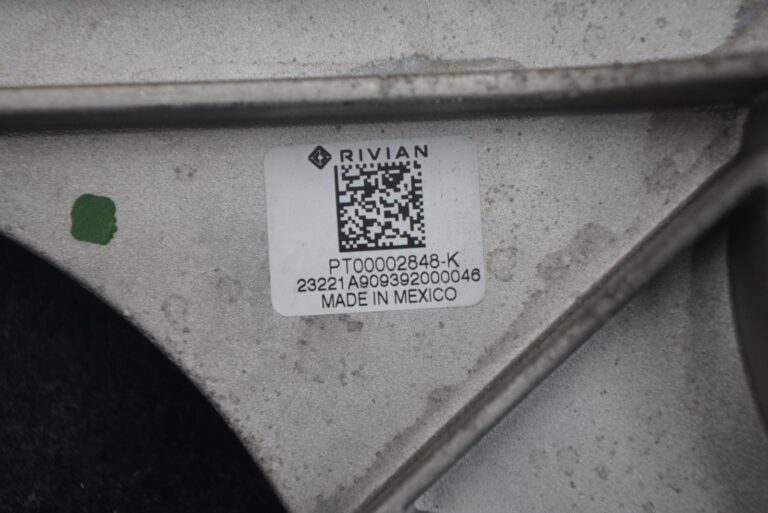 RIVIAN
PT00002848-K
23221A909392000046
MADE IN MEXICO